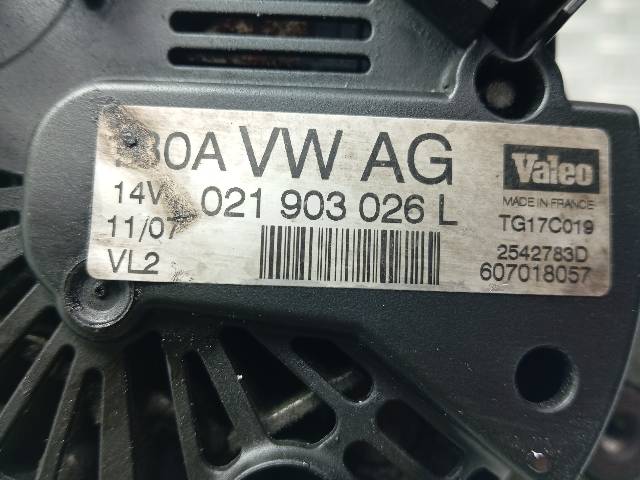 VW AG
Valeo
MADE IN FRANCE
14V 021 903 026 L
TG17C019
11/07
2542783D
VL2
607018057